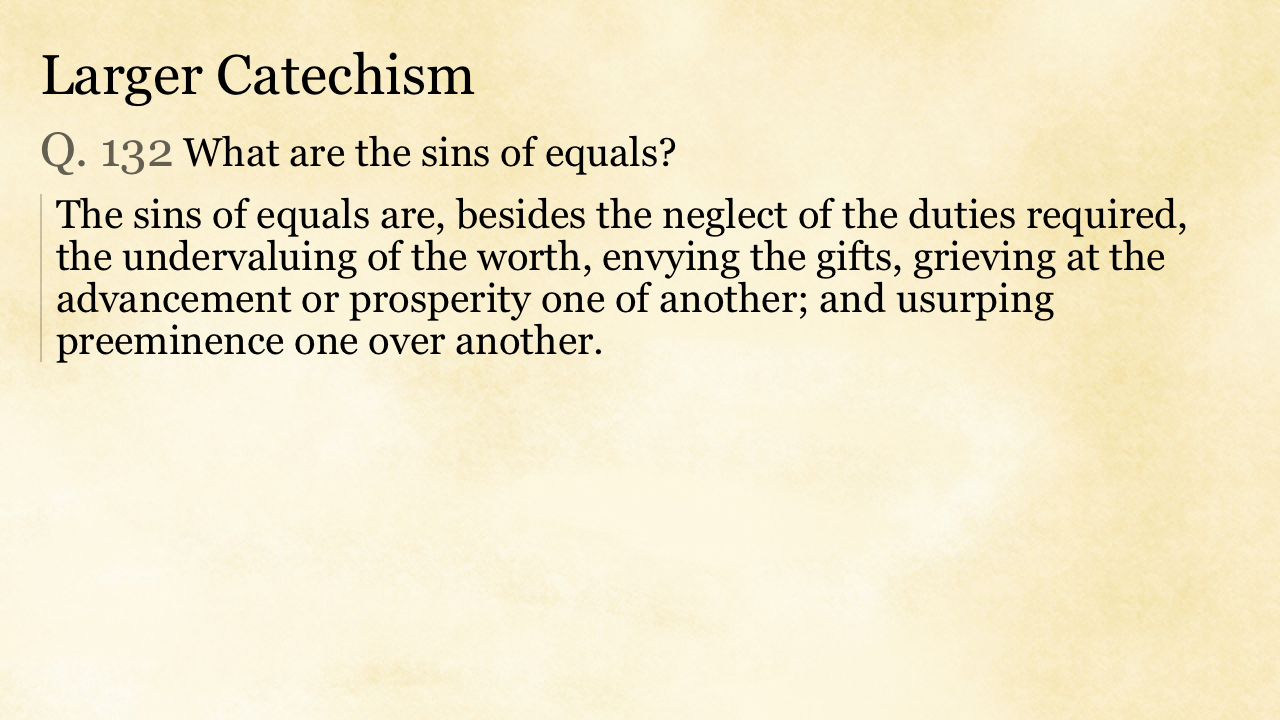 Larger Catechism
Q. 132 What are the sins of equals?
The sins of equals are, besides the neglect of the duties required,
the undervaluing of the worth, envying the gifts, grieving at the
advancement or prosperity one of another; and usurping
preeminence one over another.